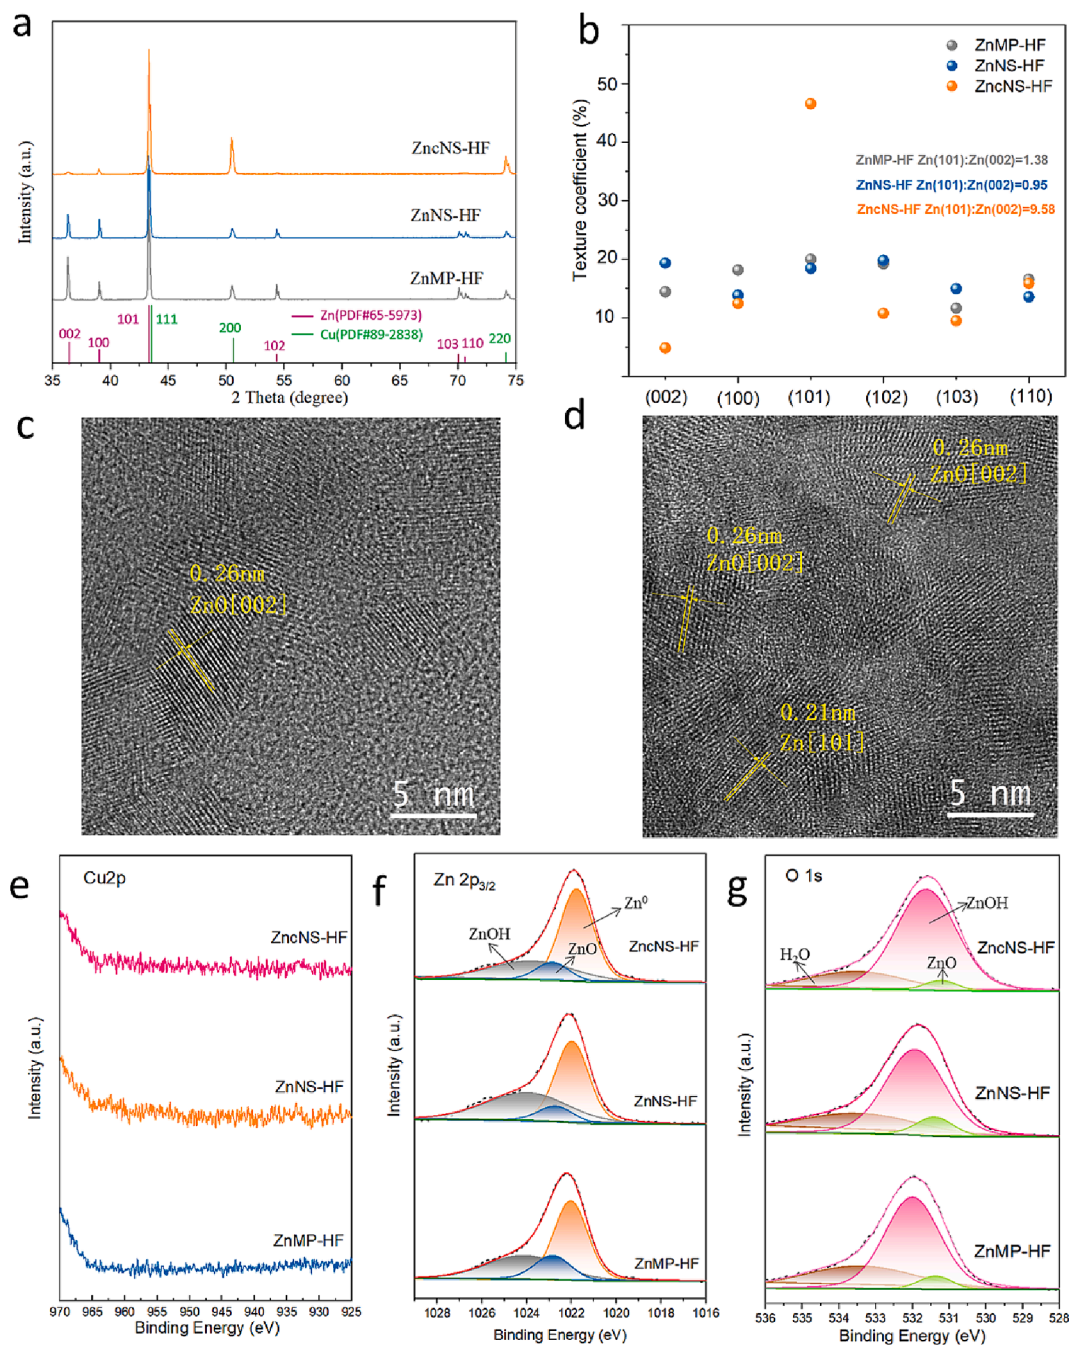 a
Intensity (a.u.)
ZncNS-HF
ZnNS-HF
ZnMP-HF
Zn(PDF#65-5973)
Cu(PDF#89-2838)
002
100
101
111
200
102
103
110
220
35 40 45 50 55 60 65 70 75
2 Theta (degree)
b
Texture coefficient (%)
50
40
30
20
10
ZnMP-HF
ZnNS-HF
ZncNS-HF
ZnMP-HF Zn(101):Zn(002)=1.38
ZnNS-HF Zn(101):Zn(002)=0.95
ZncNS-HF Zn(101):Zn(002)=9.58
(002) (100) (101) (102) (103) (110)
c
0.26nm
ZnO[002]
5 nm
d
0.26nm
ZnO[002]
0.26nm
ZnO[002]
0.21nm
Zn[101]
5 nm
e
Cu2p
Intensity (a.u.)
ZncNS-HF
ZnNS-HF
ZnMP-HF
970 965 960 955 950 945 940 935 930 925
Binding Energy (eV)
f
Zn 2p3/2
Intensity (a.u.)
Zn⁰
ZnOH
ZnO
ZncNS-HF
ZnNS-HF
ZnMP-HF
1028 1026 1024 1022 1020 1018 1016
Binding Energy (eV)
g
O 1s
Intensity (a.u.)
ZnOH
ZncNS-HF
H₂O
ZnO
ZnNS-HF
ZnMP-HF
536 535 534 533 532 531 530 529 528
Binding Energy (eV)